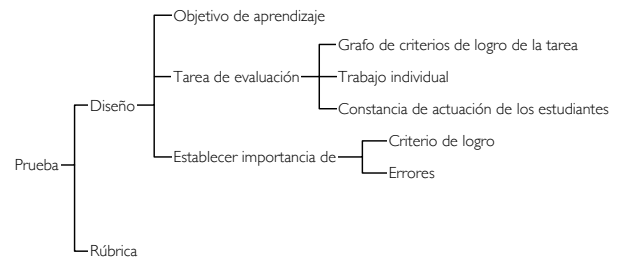 Objetivo de aprendizaje
Grafo de criterios de logro de la tarea
Tarea de evaluación
Trabajo individual
Diseño
Constancia de actuación de los estudiantes
Criterio de logro
Establecer importancia de
Prueba
Errores
Rúbrica